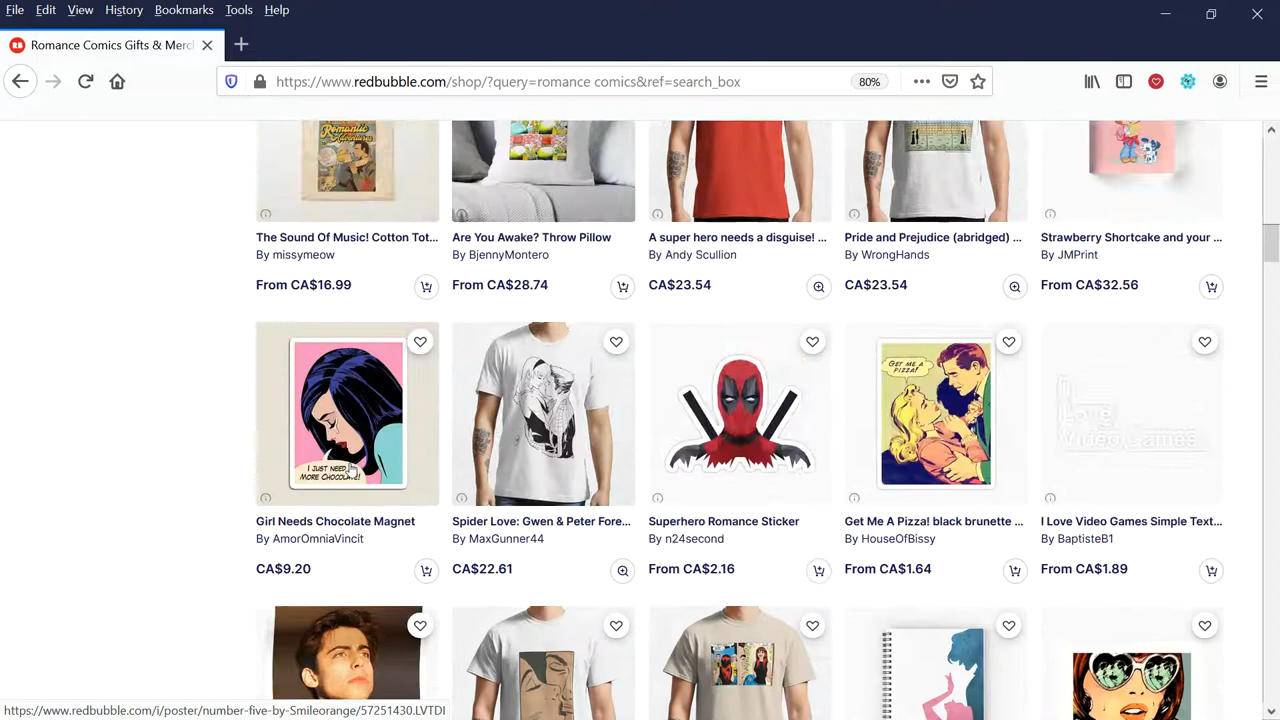 File Edit View History Bookmarks Tools Help
Romance Comics Gifts & Merc
https://www.redbubble.com/shop/?query=romance comics&ref=search_box
80%
Romantic
Adventures
The Sound Of Music! Cotton Tot...
By missymeow
From CA$16.99
Are You Awake? Throw Pillow
By BjennyMontero
From CA$28.74
A super hero needs a disguise! ...
By Andy Scullion
CA$23.54
Pride and Prejudice (abridged) ...
By WrongHands
CA$23.54
Strawberry Shortcake and your ...
By JMPrint
From CA$32.56
I JUST NEED
MORE CHOCOLATE!
Girl Needs Chocolate Magnet
By AmorOmniaVincit
CA$9.20
Spider Love: Gwen & Peter Fore...
By MaxGunner44
CA$22.61
Superhero Romance Sticker
By n24second
From CA$2.16
GET ME A
PIZZA!
Get Me A Pizza! black brunette ...
By HouseOfBissy
From CA$1.64
I
Love
Video Games
I Love Video Games Simple Text...
By BaptisteB1
From CA$1.89
https://www.redbubble.com/i/poster/number-five-by-Smileorange/57251430.LVTDI